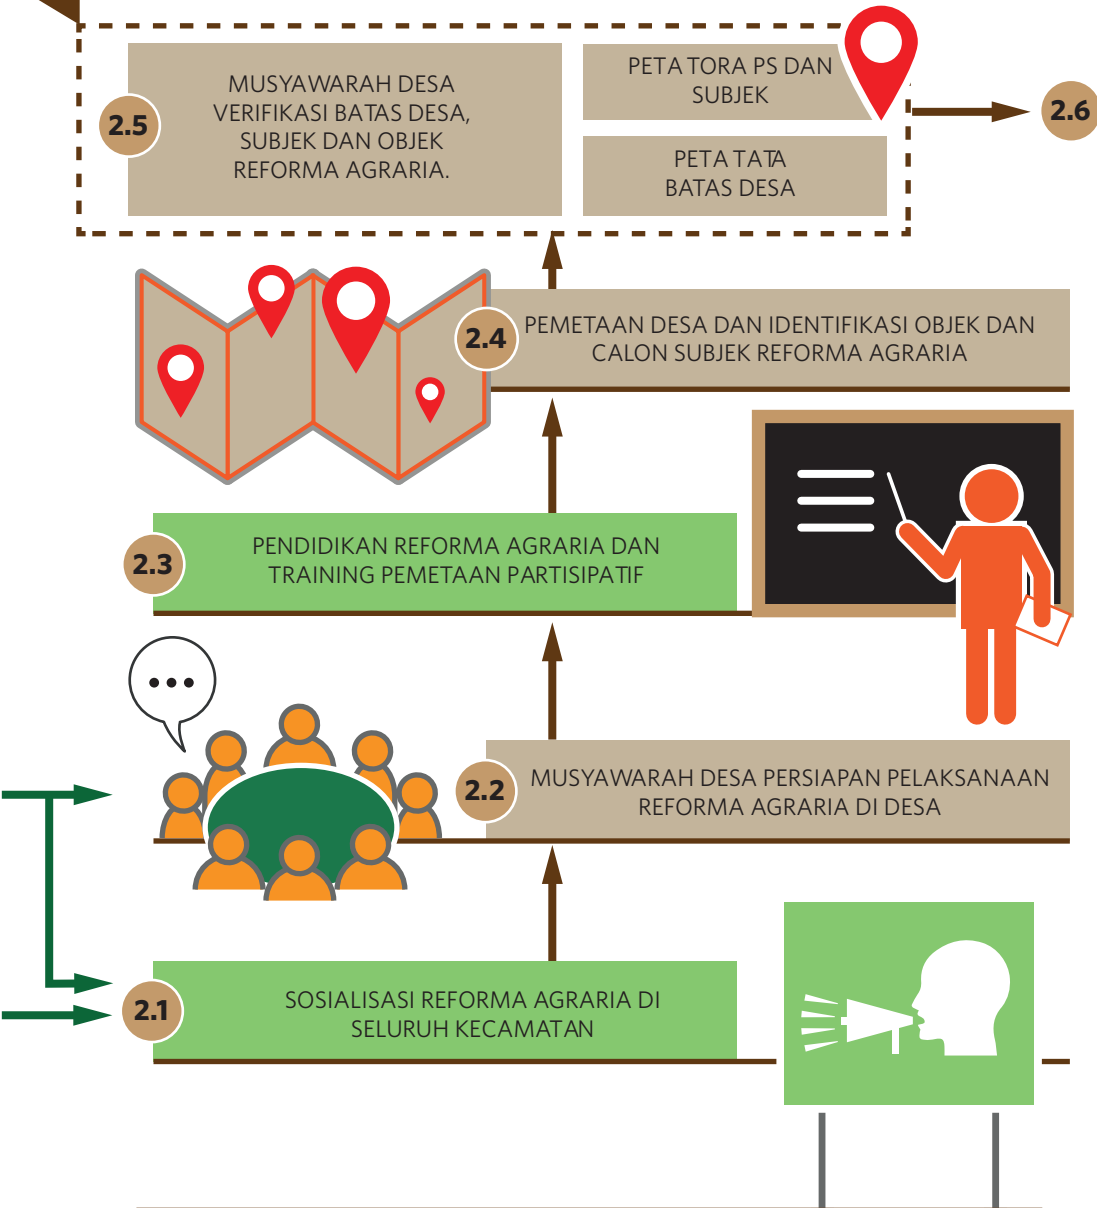 2.5
MUSYAWARAH DESA
VERIFIKASI BATAS DESA,
SUBJEK DAN OBJEK
REFORMA AGRARIA.
PETA TORA PS DAN
SUBJEK
PETA TATA
BATAS DESA
2.6
2.4
PEMETAAN DESA DAN IDENTIFIKASI OBJEK DAN
CALON SUBJEK REFORMA AGRARIA
2.3
PENDIDIKAN REFORMA AGRARIA DAN
TRAINING PEMETAAN PARTISIPATIF
2.2
MUSYAWARAH DESA PERSIAPAN PELAKSANAAN
REFORMA AGRARIA DI DESA
2.1
SOSIALISASI REFORMA AGRARIA DI
SELURUH KECAMATAN